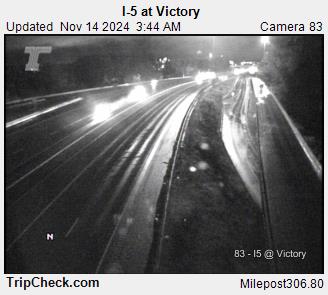 I-5 at Victory
Updated Nov 14 2024 3:44 AM Camera 83
T
N
83 - I5 @ Victory
TripCheck.com Milepost306.80